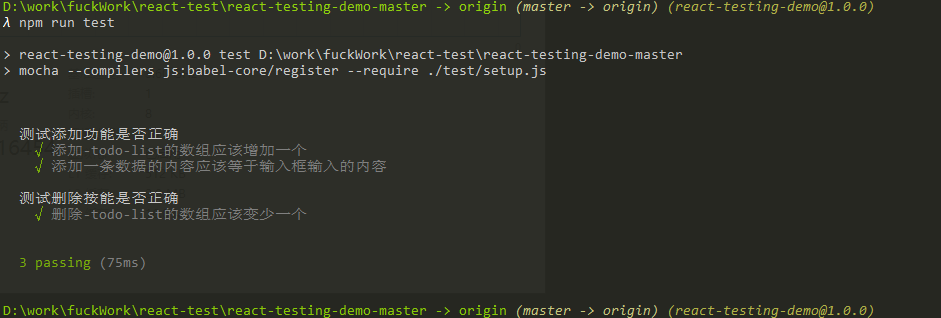 D:\work\fuckWork\react-test\react-testing-demo-master -> origin (master -> origin) (react-testing-demo@1.0.0)
λ npm run test
> react-testing-demo@1.0.0 test D:\work\fuckWork\react-test\react-testing-demo-master
> mocha --compilers js:babel-core/register --require ./test/setup.js
测试添加功能是否正确
√ 添加-todo-list的数组应该增加一个
√ 添加一条数据的内容应该等于输入框输入的内容
测试删除按能是否正确
√ 删除-todo-list的数组应该变少一个
3 passing (75ms)
D:\work\fuckWork\react-test\react-testing-demo-master -> origin (master -> origin) (react-testing-demo@1.0.0)